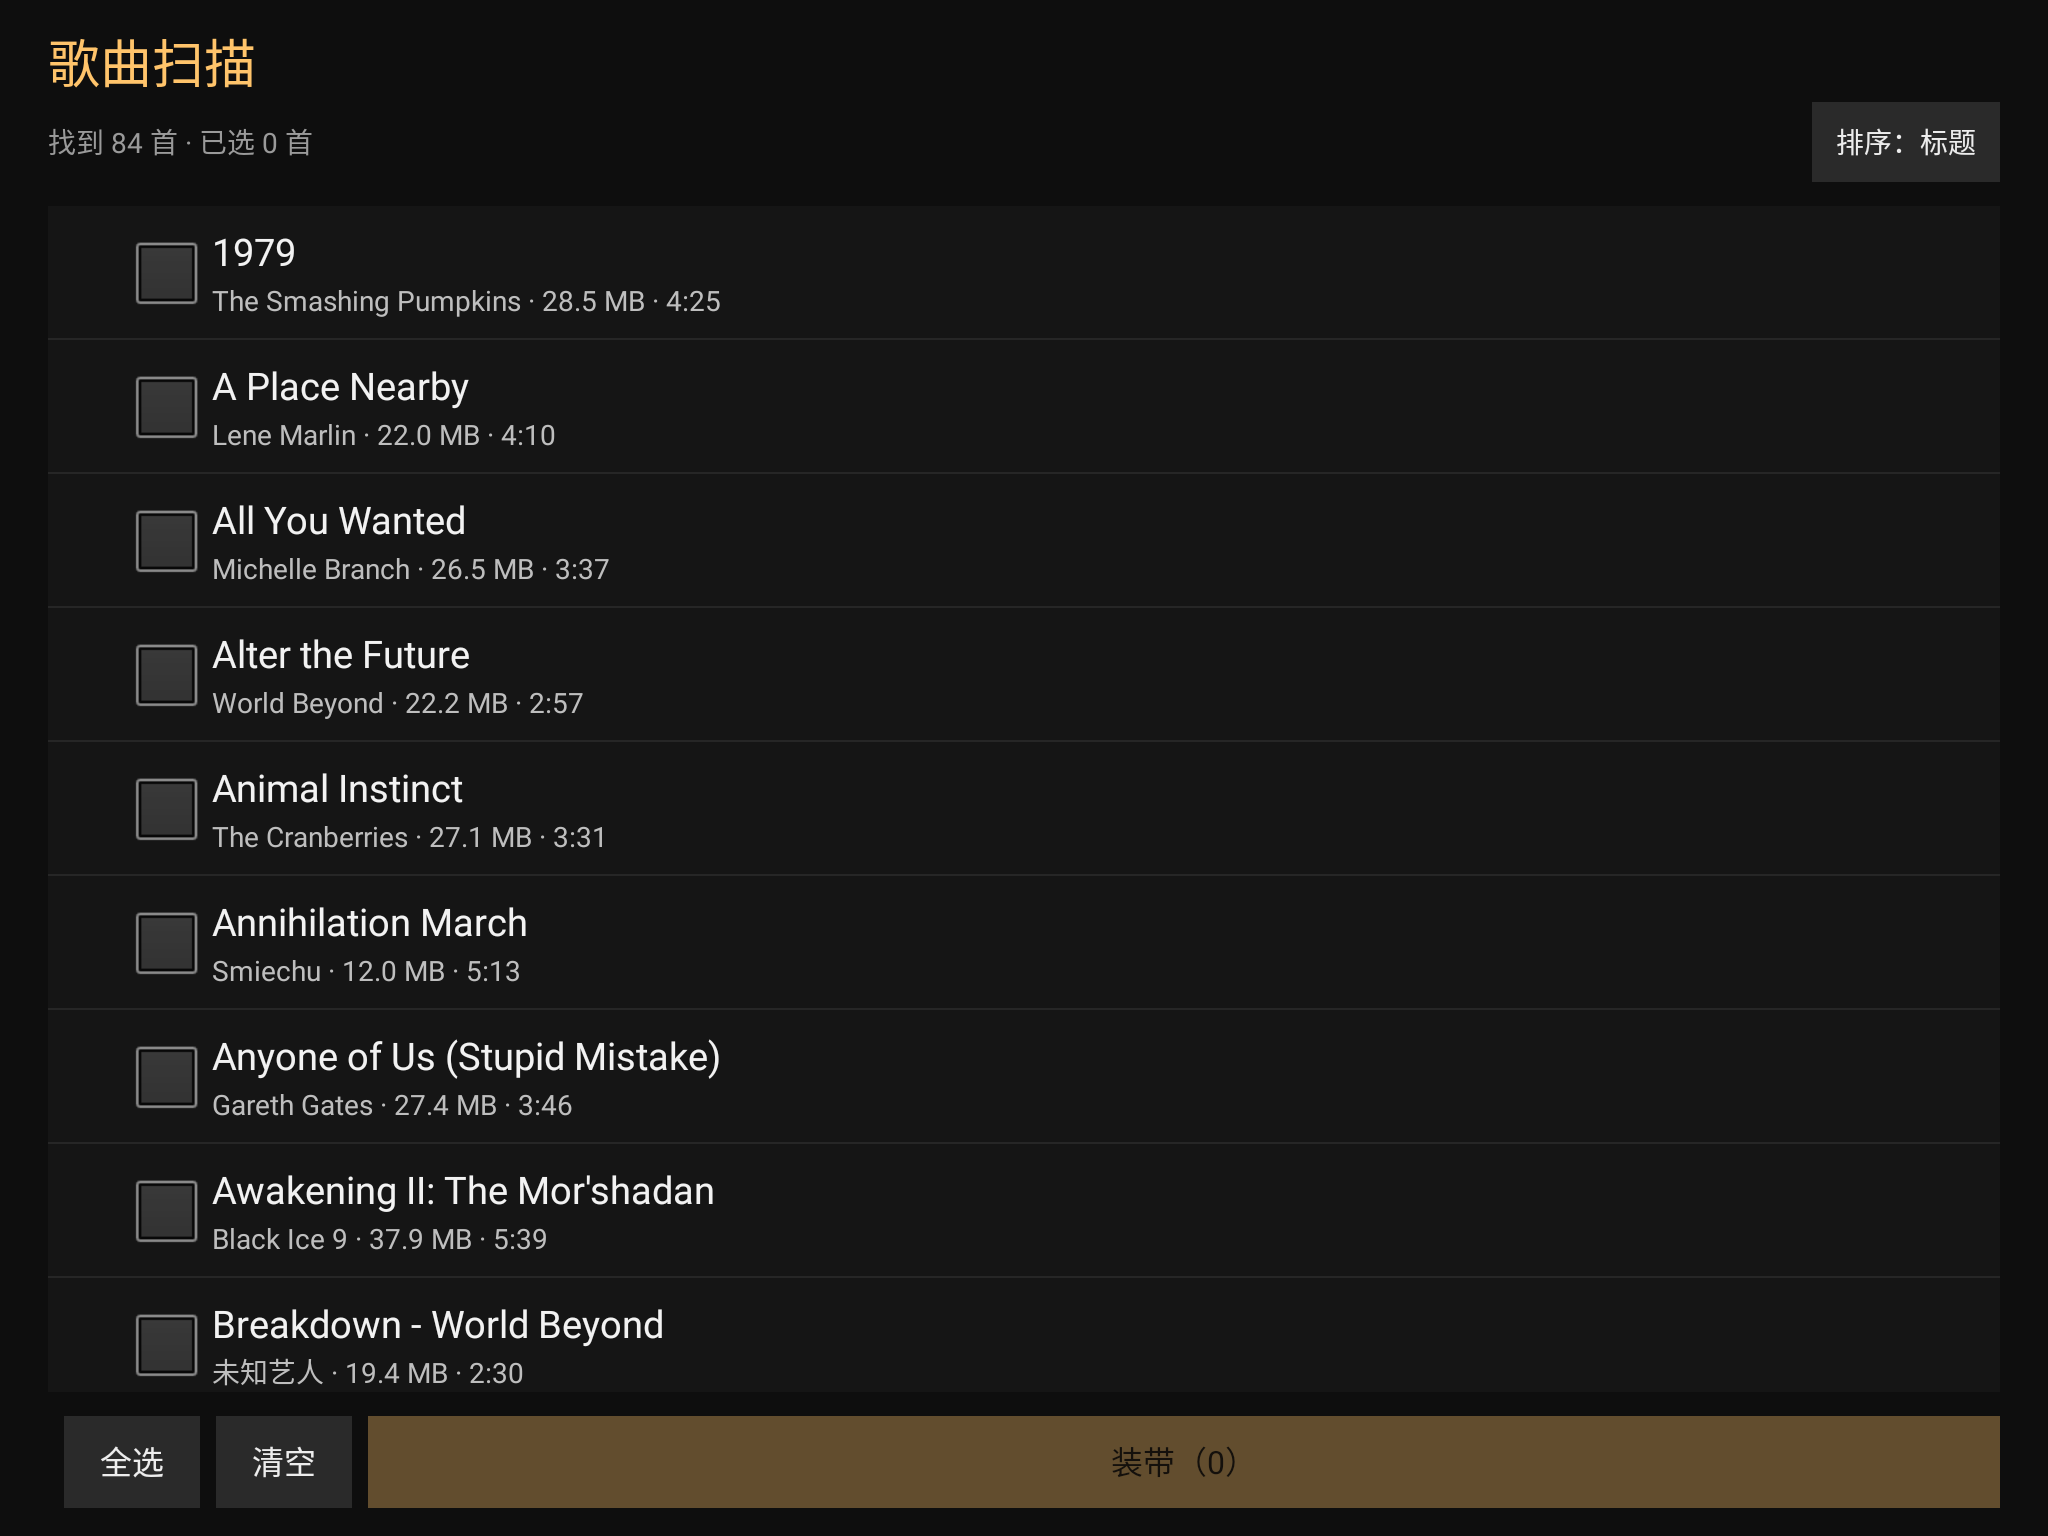 歌曲扫描
找到 84 首 · 已选 0 首
排序：标题
1979
The Smashing Pumpkins · 28.5 MB · 4:25
A Place Nearby
Lene Marlin · 22.0 MB · 4:10
All You Wanted
Michelle Branch · 26.5 MB · 3:37
Alter the Future
World Beyond · 22.2 MB · 2:57
Animal Instinct
The Cranberries · 27.1 MB · 3:31
Annihilation March
Smiechu · 12.0 MB · 5:13
Anyone of Us (Stupid Mistake)
Gareth Gates · 27.4 MB · 3:46
Awakening II: The Mor'shadan
Black Ice 9 · 37.9 MB · 5:39
Breakdown - World Beyond
未知艺人 · 19.4 MB · 2:30
全选
清空
装带（0）